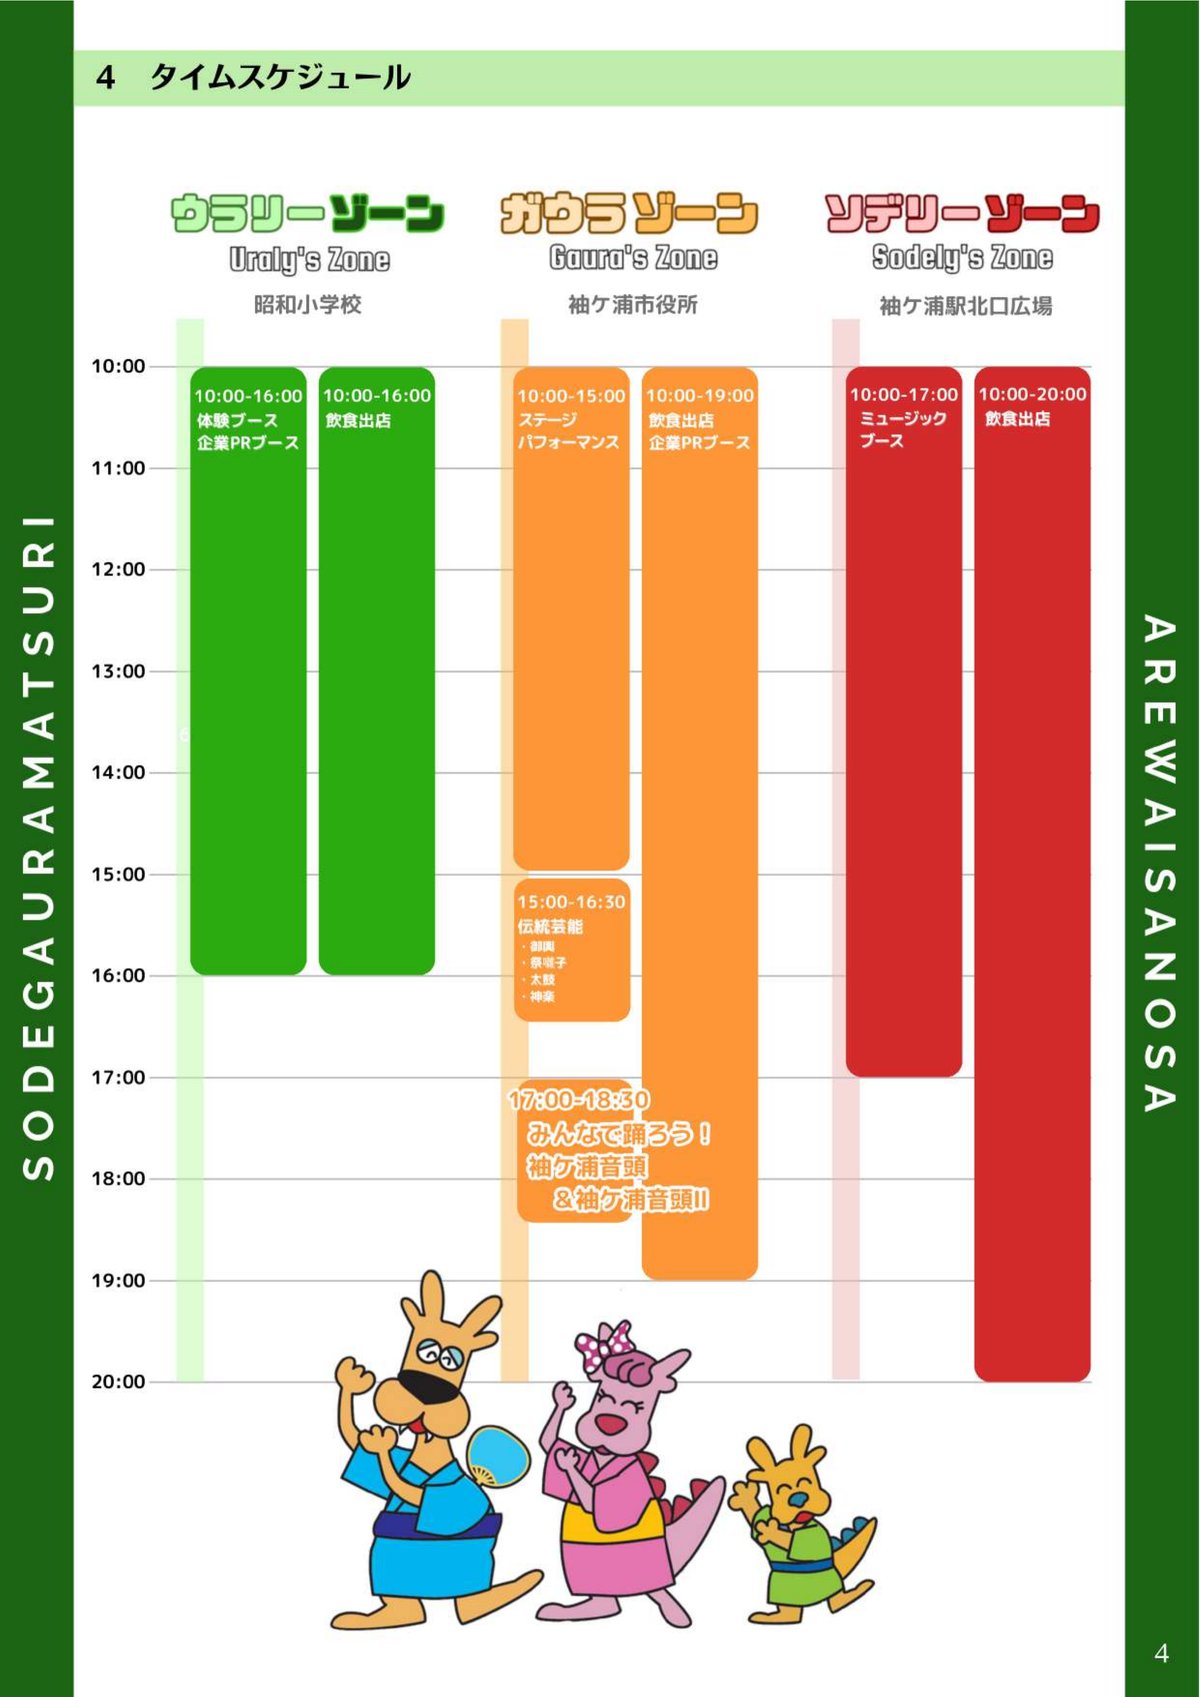 4 タイムスケジュール
ウラリーゾーン
Uraly's Zone
昭和小学校
ガウラゾーン
Gaura's Zone
袖ケ浦市役所
ソデリーゾーン
Sodely's Zone
袖ケ浦駅北口広場
10:00
11:00
12:00
13:00
14:00
15:00
16:00
17:00
18:00
19:00
20:00
10:00-16:00
体験ブース
企業PRブース
10:00-16:00
飲食出店
10:00-15:00
ステージ
パフォーマンス
15:00-16:30
伝統芸能
・御輿
・祭囃子
・太鼓
・神楽
17:00-18:30
みんなで踊ろう！
袖ケ浦音頭
＆袖ケ浦音頭II
10:00-19:00
飲食出店
企業PRブース
10:00-17:00
ミュージック
ブース
10:00-20:00
飲食出店
SODEGAURAMATSURI
AREWAISANOSA
4